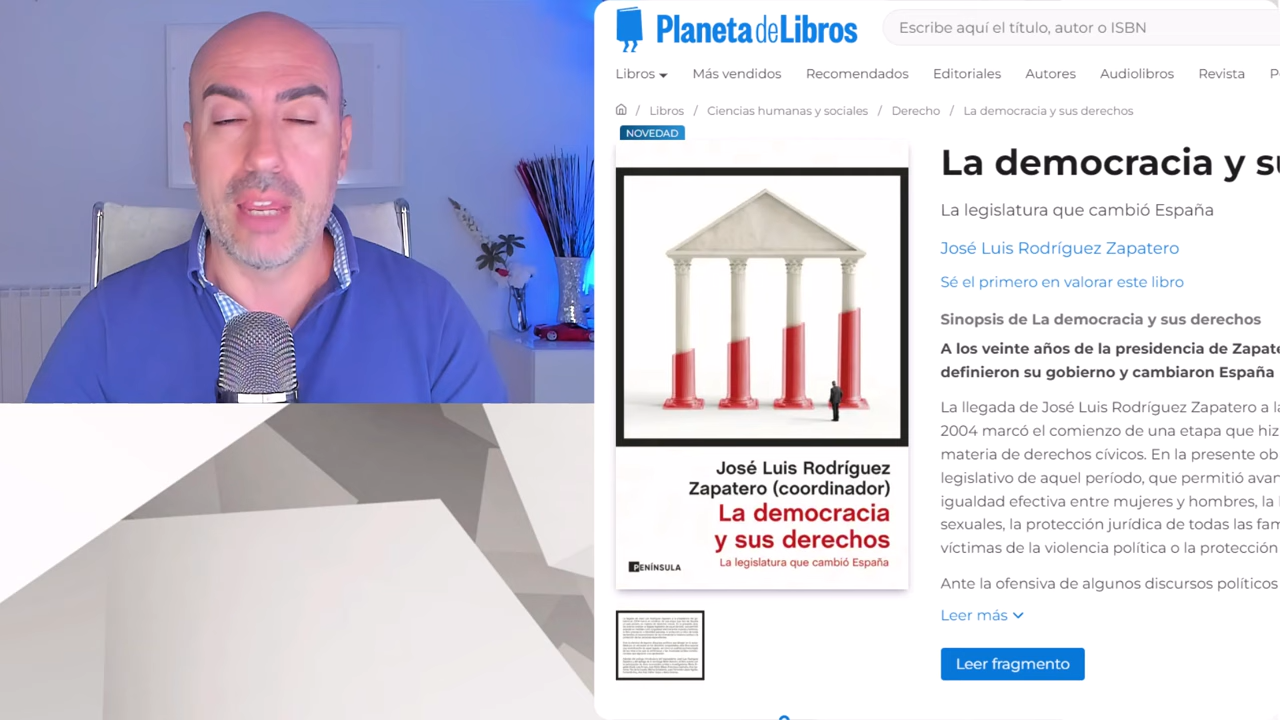 Planeta de Libros
Escribe aquí el título, autor o ISBN
Libros
Más vendidos
Recomendados
Editoriales
Autores
Audiolibros
Revista
/ Libros / Ciencias humanas y sociales / Derecho / La democracia y sus derechos
NOVEDAD
José Luis Rodríguez
Zapatero (coordinador)
La democracia
y sus derechos
La legislatura que cambió España
PENÍNSULA
La democracia y su
La legislatura que cambió España
José Luis Rodríguez Zapatero
Sé el primero en valorar este libro
Sinopsis de La democracia y sus derechos
A los veinte años de la presidencia de Zapate
definieron su gobierno y cambiaron España
La llegada de José Luis Rodríguez Zapatero a la
2004 marcó el comienzo de una etapa que hiz
materia de derechos cívicos. En la presente ob
legislativo de aquel período, que permitió avan
igualdad efectiva entre mujeres y hombres, la
sexuales, la protección jurídica de todas las fam
víctimas de la violencia política o la protección
Ante la ofensiva de algunos discursos políticos
Leer más
Leer fragmento